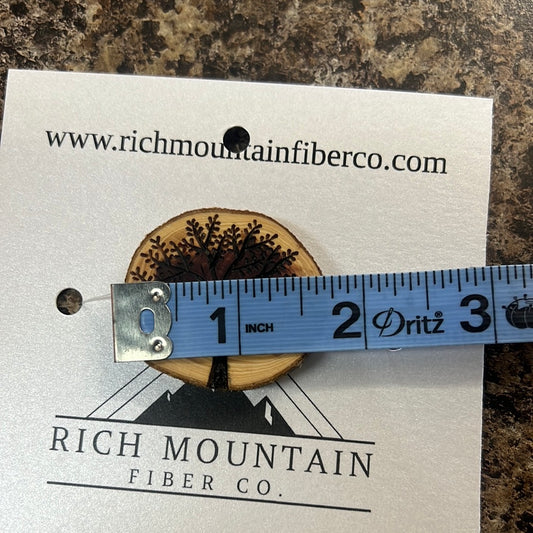 www.richmountainfiberco.com
1 INCH 2 Dritz® 3
RICH MOUNTAIN
FIBER CO.